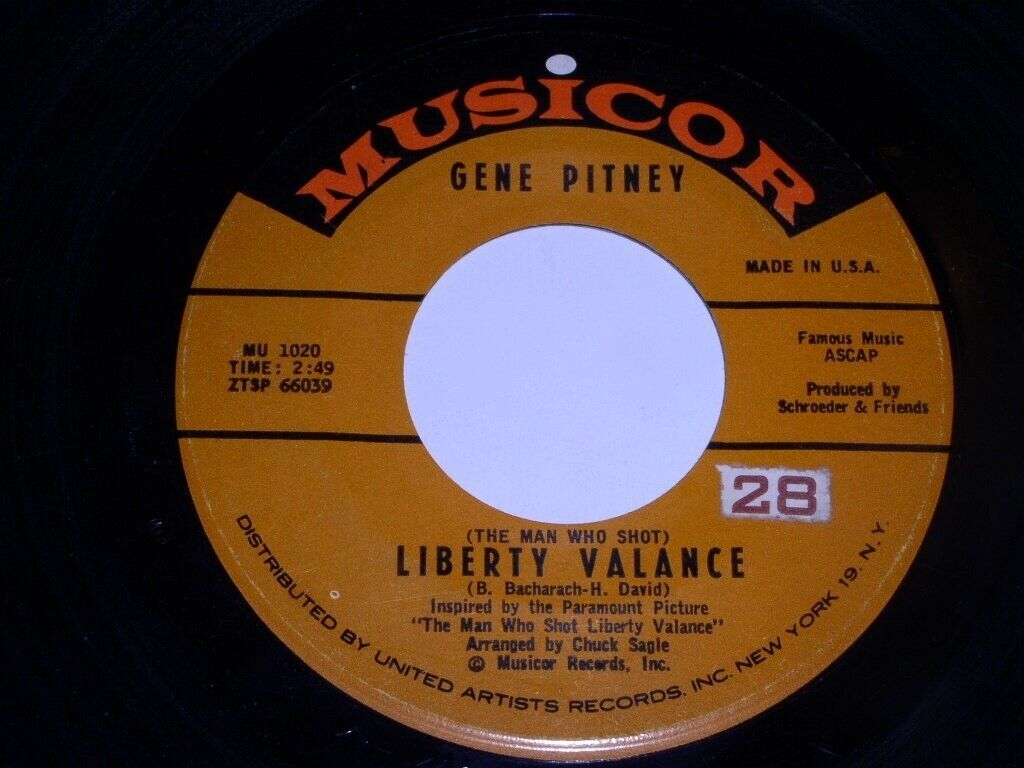 MUSICOR
GENE PITNEY
MADE IN U.S.A.
MU 1020
TIME: 2:49
ZTSP 66039
Famous Music
ASCAP
Produced by
Schroeder & Friends
28
(THE MAN WHO SHOT)
LIBERTY VALANCE
(B. Bacharach-H. David)
Inspired by the Paramount Picture
"The Man Who Shot Liberty Valance"
Arranged by Chuck Sagle
© Musicor Records, Inc.
DISTRIBUTED BY UNITED ARTISTS RECORDS, INC. NEW YORK 19, N.Y.